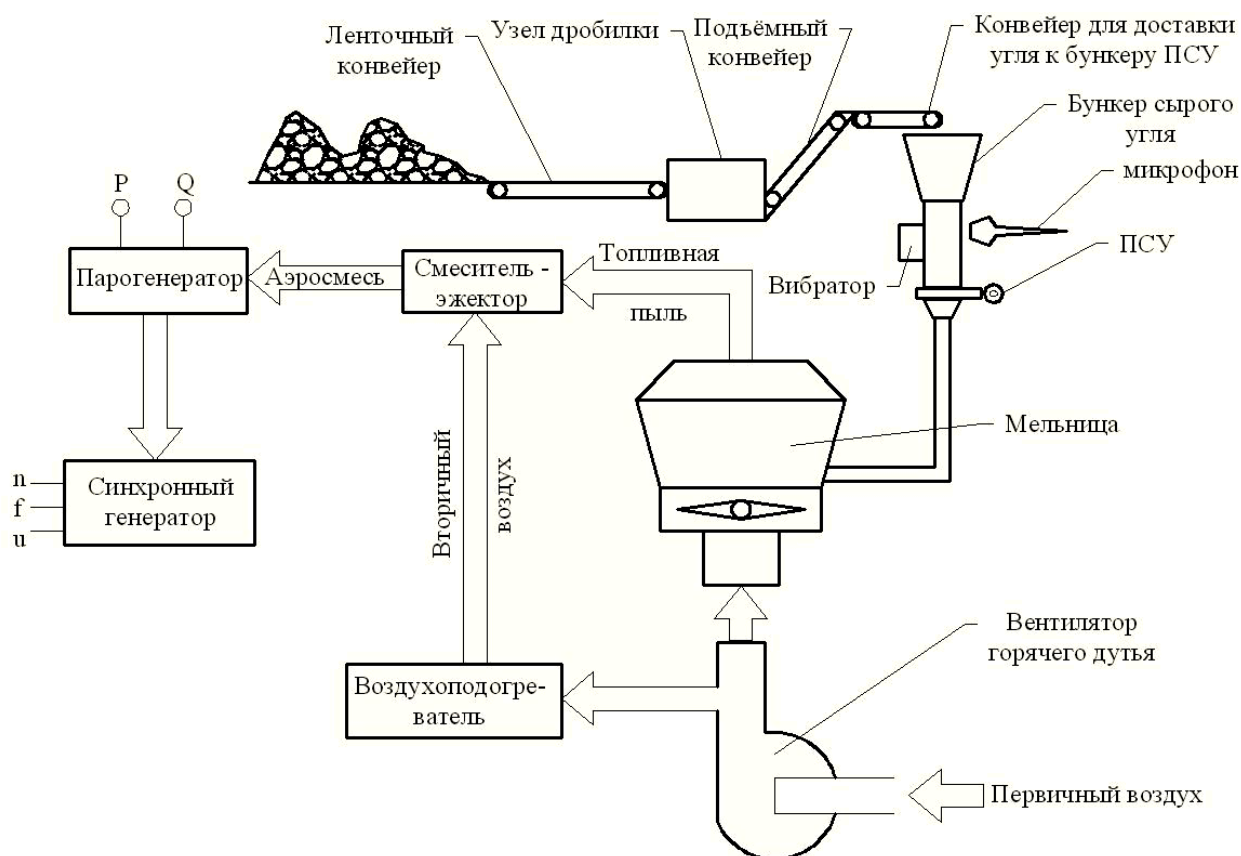 Ленточный
конвейер
Узел дробилки
Подъёмный
конвейер
Конвейер для доставки
угля к бункеру ПСУ
Бункер сырого
угля
микрофон
ПСУ
Вибратор
P
Q
Парогенератор
Аэросмесь
Смеситель -
эжектор
Топливная
пыль
Мельница
n
f
u
Синхронный
генератор
Вторичный
воздух
Вентилятор
горячего дутья
Воздухоподогре-
ватель
Первичный воздух